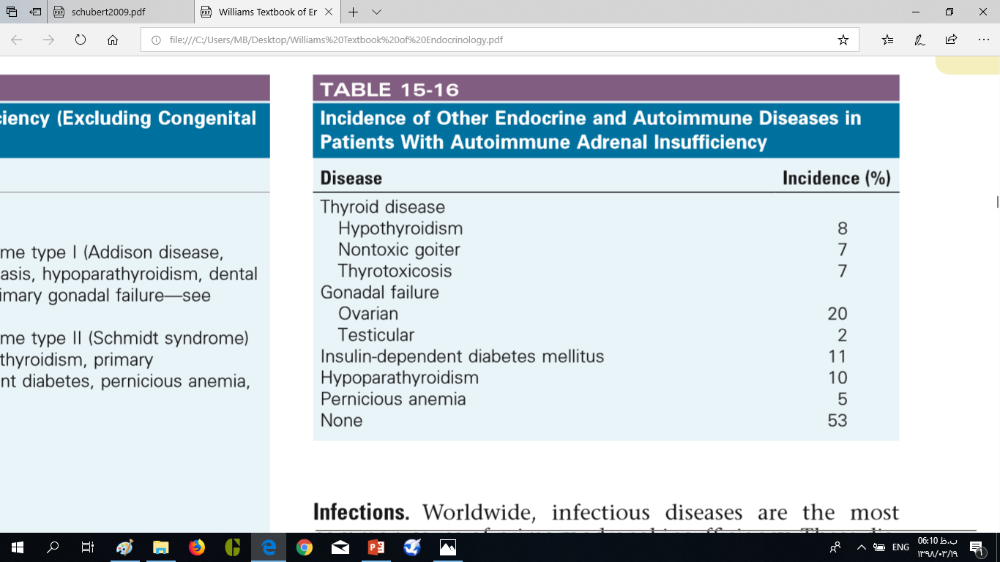 schubert2009.pdf
Williams Textbook of Er
file:///C:/Users/MB/Desktop/Williams%20Textbook%20of%20Endocrinology.pdf
ciency (Excluding Congenital
me type I (Addison disease,
asis, hypoparathyroidism, dental
imary gonadal failure—see
me type II (Schmidt syndrome)
thyroidism, primary
nt diabetes, pernicious anemia,
TABLE 15-16
Incidence of Other Endocrine and Autoimmune Diseases in
Patients With Autoimmune Adrenal Insufficiency
Disease Incidence (%)
Thyroid disease
Hypothyroidism 8
Nontoxic goiter 7
Thyrotoxicosis 7
Gonadal failure
Ovarian 20
Testicular 2
Insulin-dependent diabetes mellitus 11
Hypoparathyroidism 10
Pernicious anemia 5
None 53
Infections. Worldwide, infectious diseases are the most
ENG
06:10 ب.ظ
۱۳۹۸/۰۳/۱۹
1